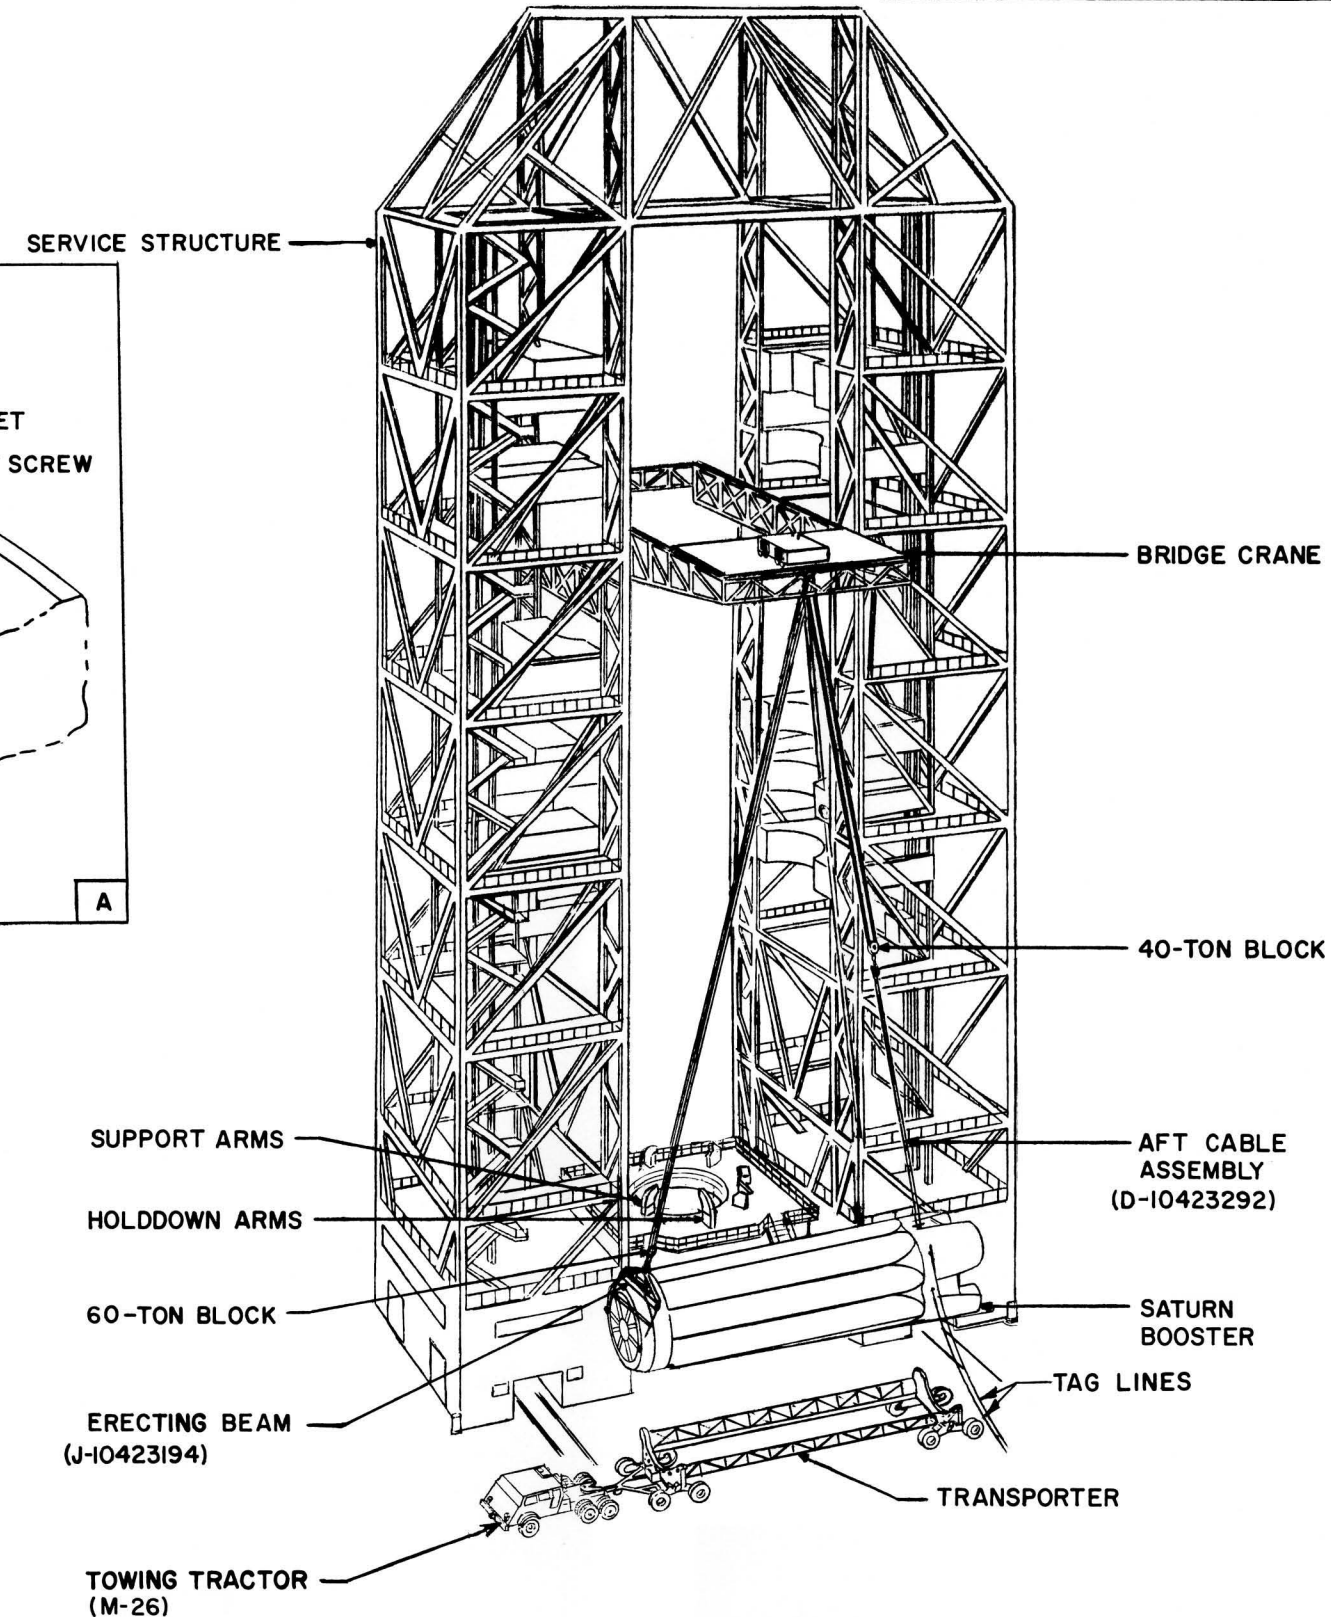 SERVICE STRUCTURE
SCREW
A
BRIDGE CRANE
40-TON BLOCK
SUPPORT ARMS
HOLDDOWN ARMS
AFT CABLE
ASSEMBLY
(D-10423292)
60-TON BLOCK
SATURN
BOOSTER
ERECTING BEAM
(J-10423194)
TAG LINES
TRANSPORTER
TOWING TRACTOR
(M-26)